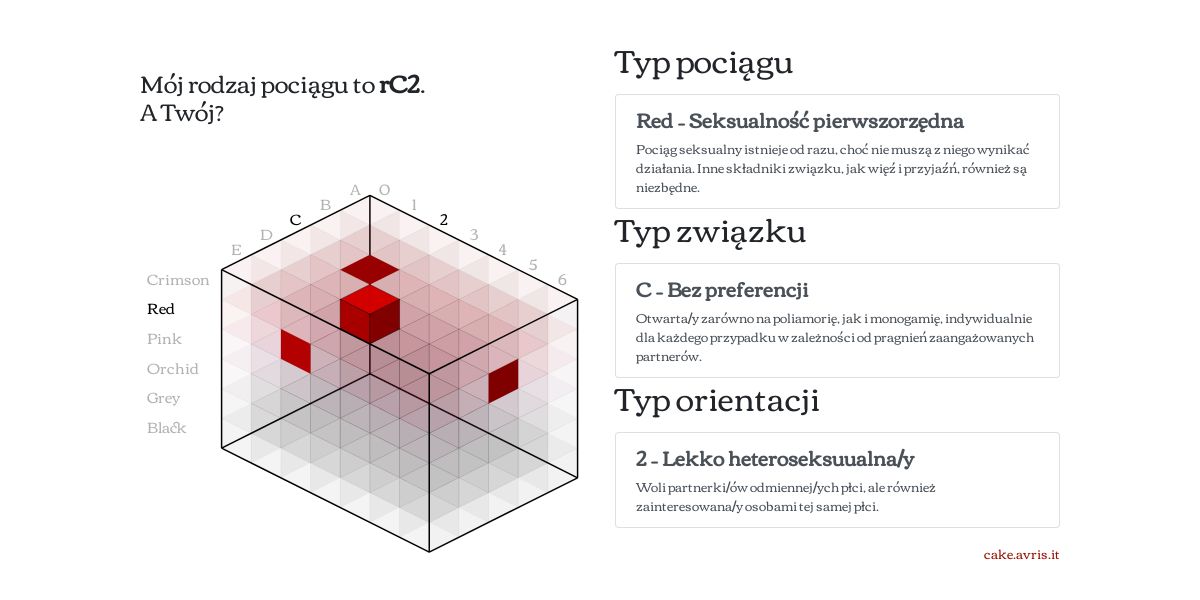 Mój rodzaj pociągu to rC2.
A Twój?
A O
B 1
C 2
D 3
E 4
5
6
Crimson
Red
Pink
Orchid
Grey
Black
Typ pociągu
Red - Seksualność pierwszorzędna
Pociąg seksualny istnieje od razu, choć nie muszą z niego wynikać
działania. Inne składniki związku, jak więź i przyjaźń, również są
niezbędne.
Typ związku
C - Bez preferencji
Otwarta/y zarówno na poliamorię, jak i monogamię, indywidualnie
dla każdego przypadku w zależności od pragnień zaangażowanych
partnerów.
Typ orientacji
2 - Lekko heteroseksuualna/y
Woli partnerki/ów odmiennej/ych płci, ale również
zainteresowana/y osobami tej samej płci.
cake.avris.it